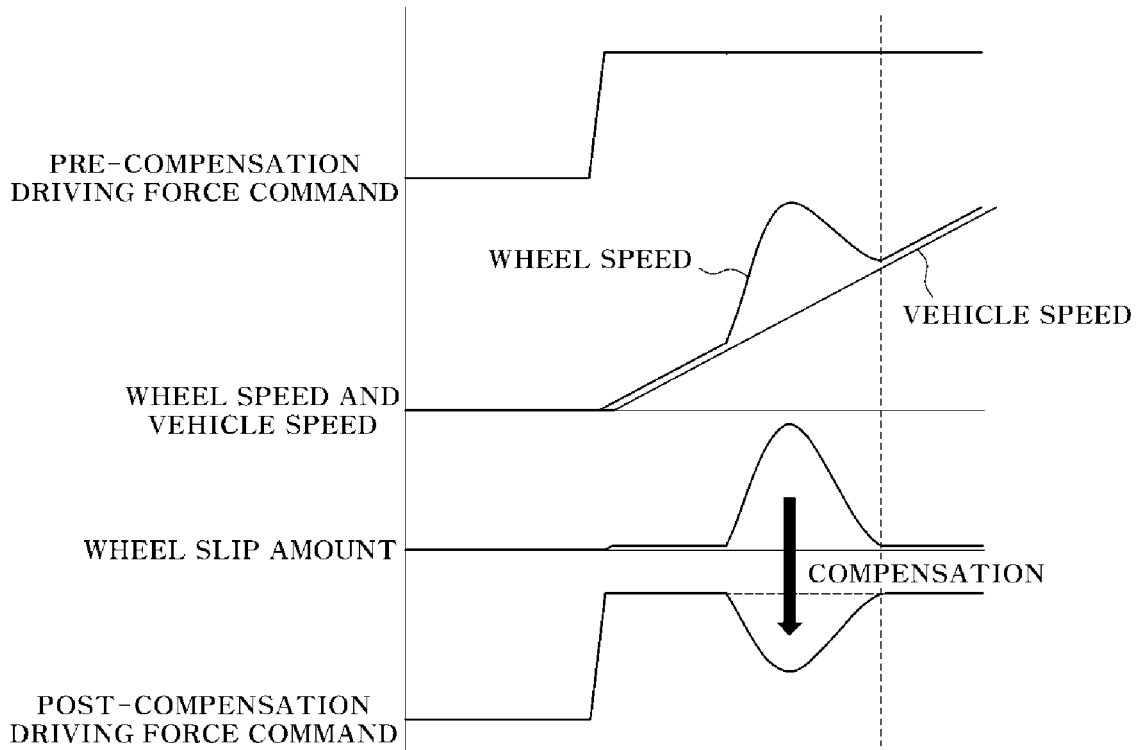 PRE-COMPENSATION
DRIVING FORCE COMMAND
WHEEL SPEED
VEHICLE SPEED
WHEEL SPEED AND
VEHICLE SPEED
WHEEL SLIP AMOUNT
COMPENSATION
POST-COMPENSATION
DRIVING FORCE COMMAND